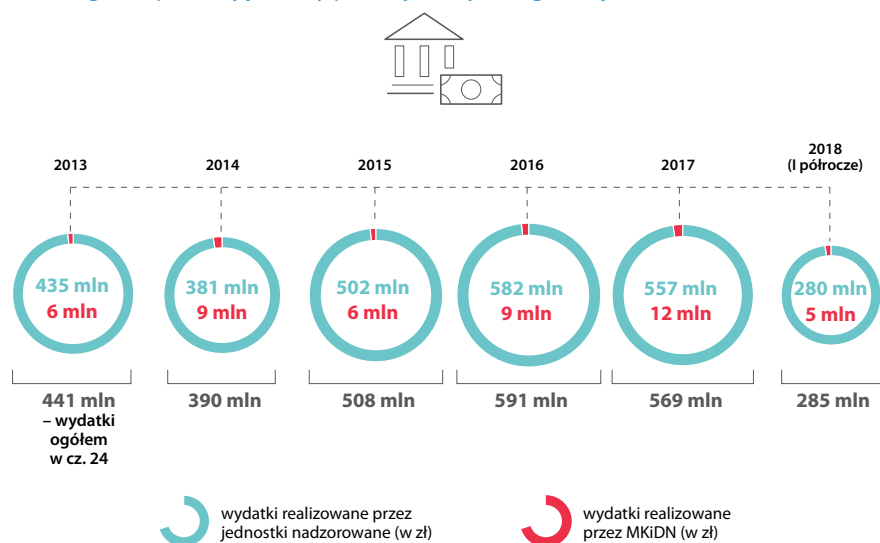 2013
2014
2015
2016
2017
2018
(I półrocze)
435 mln
6 mln
381 mln
9 mln
502 mln
6 mln
582 mln
9 mln
557 mln
12 mln
280 mln
5 mln
441 mln
– wydatki
ogółem
w cz. 24
390 mln
508 mln
591 mln
569 mln
285 mln
wydatki realizowane przez
jednostki nadzorowane (w zł)
wydatki realizowane
przez MKiDN (w zł)